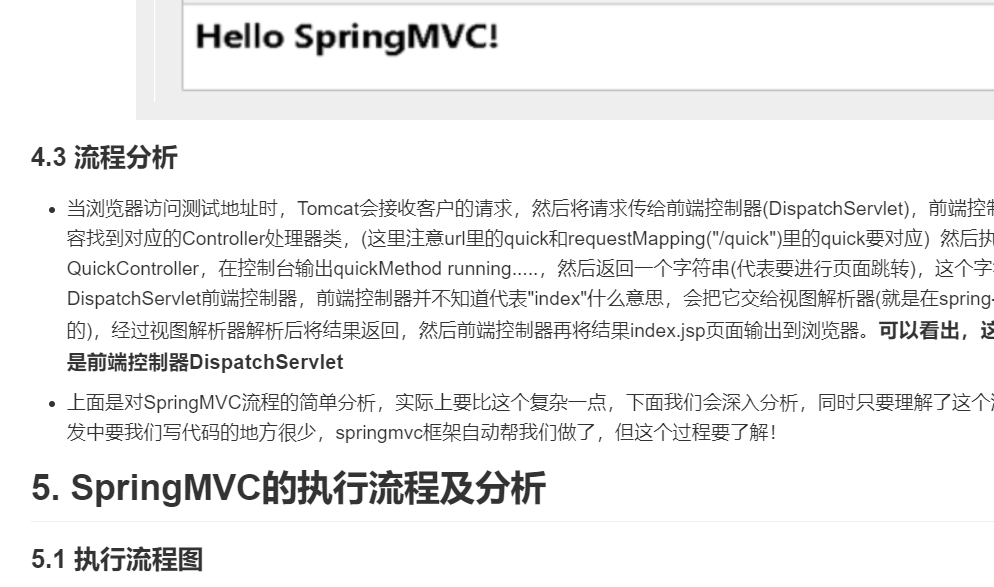 Hello SpringMVC!
4.3 流程分析
当浏览器访问测试地址时，Tomcat会接收客户的请求，然后将请求传给前端控制器(DispatchServlet)，前端控制
容找到对应的Controller处理器类，(这里注意url里的quick和requestMapping("/quick")里的quick要对应) 然后执
QuickController，在控制台输出quickMethod running.....，然后返回一个字符串(代表要进行页面跳转)，这个字
DispatchServlet前端控制器，前端控制器并不知道代表"index"什么意思，会把它交给视图解析器(就是在spring-
的)，经过视图解析器解析后将结果返回，然后前端控制器再将结果index.jsp页面输出到浏览器。可以看出，这
是前端控制器DispatchServlet
上面是对SpringMVC流程的简单分析，实际上要比这个复杂一点，下面我们会深入分析，同时只要理解了这个
发中要我们写代码的地方很少，springmvc框架自动帮我们做了，但这个过程要了解！
5. SpringMVC的执行流程及分析
5.1 执行流程图